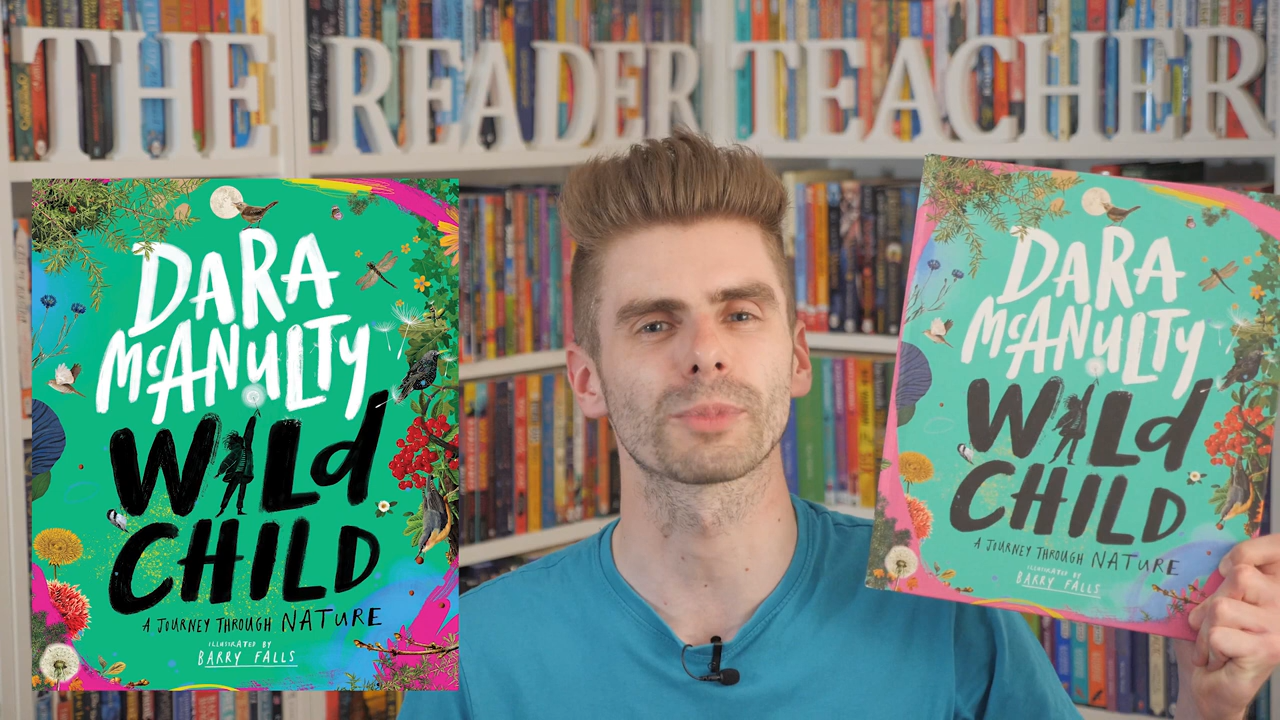 THE READER TEACHER
DARA
McANULTY
WILD
CHILD
A JOURNEY THROUGH NATURE
ILLUSTRATED BY
BARRY FALLS
DARA
McANULTY
WILD
CHILD
A JOURNEY THROUGH NATURE
ILLUSTRATED BY
BARRY FALLS